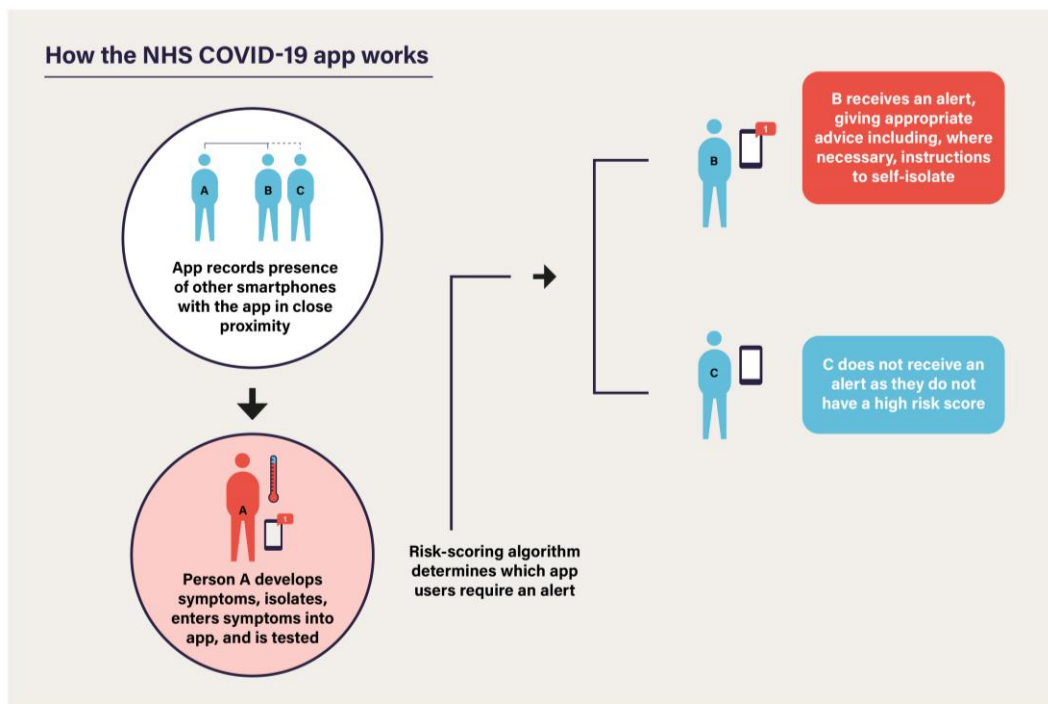 How the NHS COVID-19 app works
A
B
C
App records presence
of other smartphones
with the app in close
proximity
A
1
Person A develops
symptoms, isolates,
enters symptoms into
app, and is tested
Risk-scoring algorithm
determines which app
users require an alert
B
1
B receives an alert,
giving appropriate
advice including, where
necessary, instructions
to self-isolate
C
C does not receive an
alert as they do not
have a high risk score